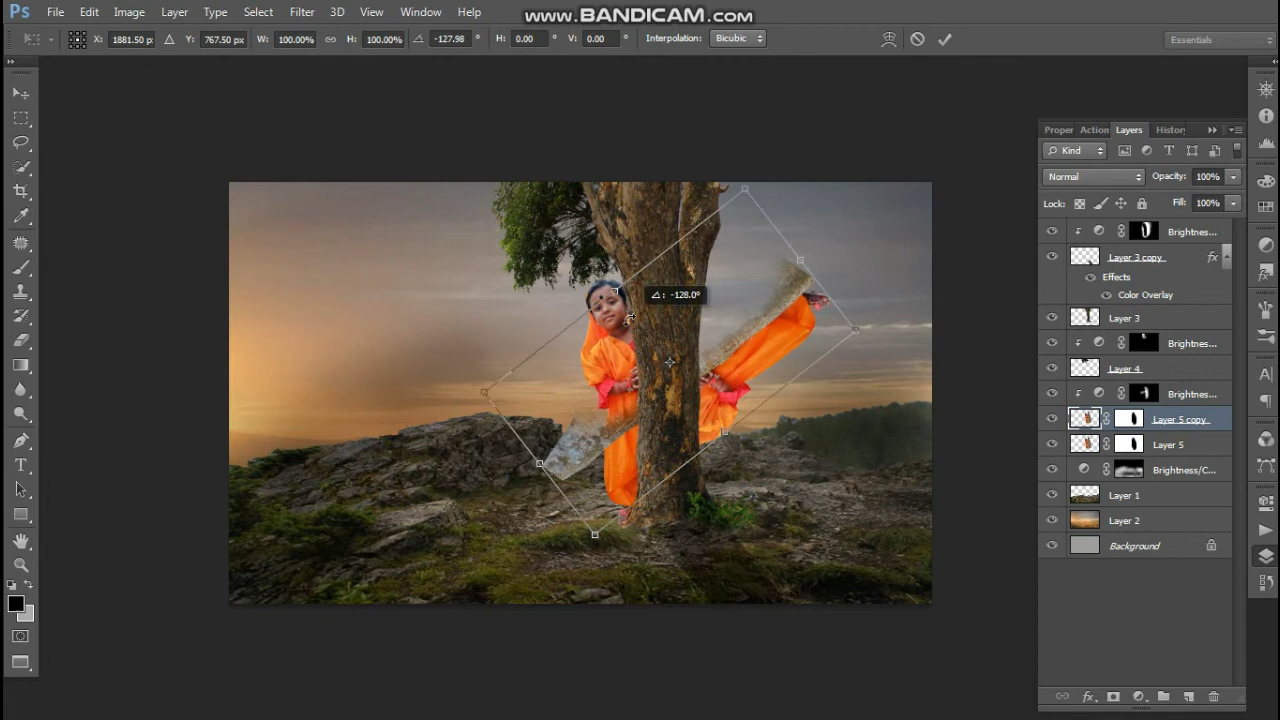 Ps File Edit Image Layer Type Select Filter 3D View Window Help
www.BANDICAM.com
X: 1881.50 p: Y: 767.50 px W: 100.00% H: 100.00% -127.98 ° H: 0.00 ° V: 0.00 ° Interpolation: Bicubic Essentials
Proper Action Layers History
Kind
Normal Opacity: 100%
Lock: Fill: 100%
Brightnes...
Layer 3 copy fx
Effects
Color Overlay
Layer 3
Brightnes...
Layer 4
Brightnes...
Layer 5 copy
Layer 5
Brightness/C...
Layer 1
Layer 2
Background
: -128.0°